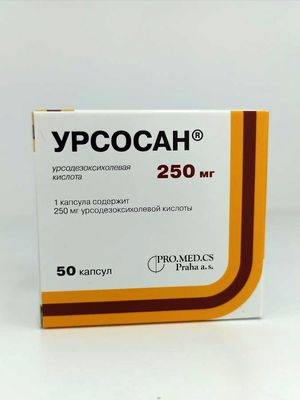 УРСОСАН®
урсодезоксихолевая
кислота
250 мг
1 капсула содержит
250 мг урсодезоксихолевой кислоты
50 капсул
PRO.MED.CS
Praha a. s.